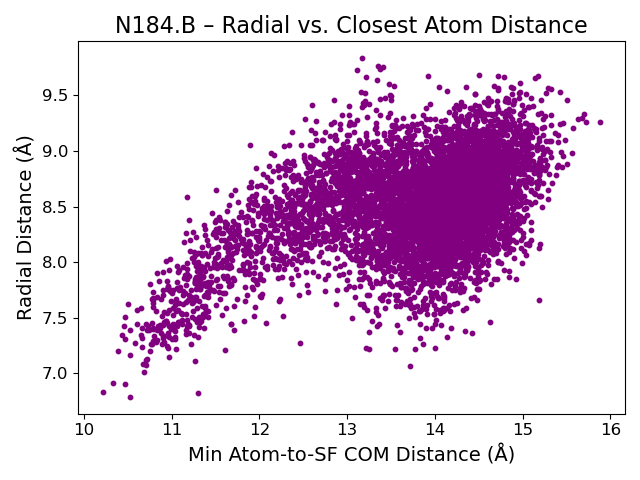 N184.B – Radial vs. Closest Atom Distance
Radial Distance (Å)
9.5
9.0
8.5
8.0
7.5
7.0
10 11 12 13 14 15 16
Min Atom-to-SF COM Distance (Å)